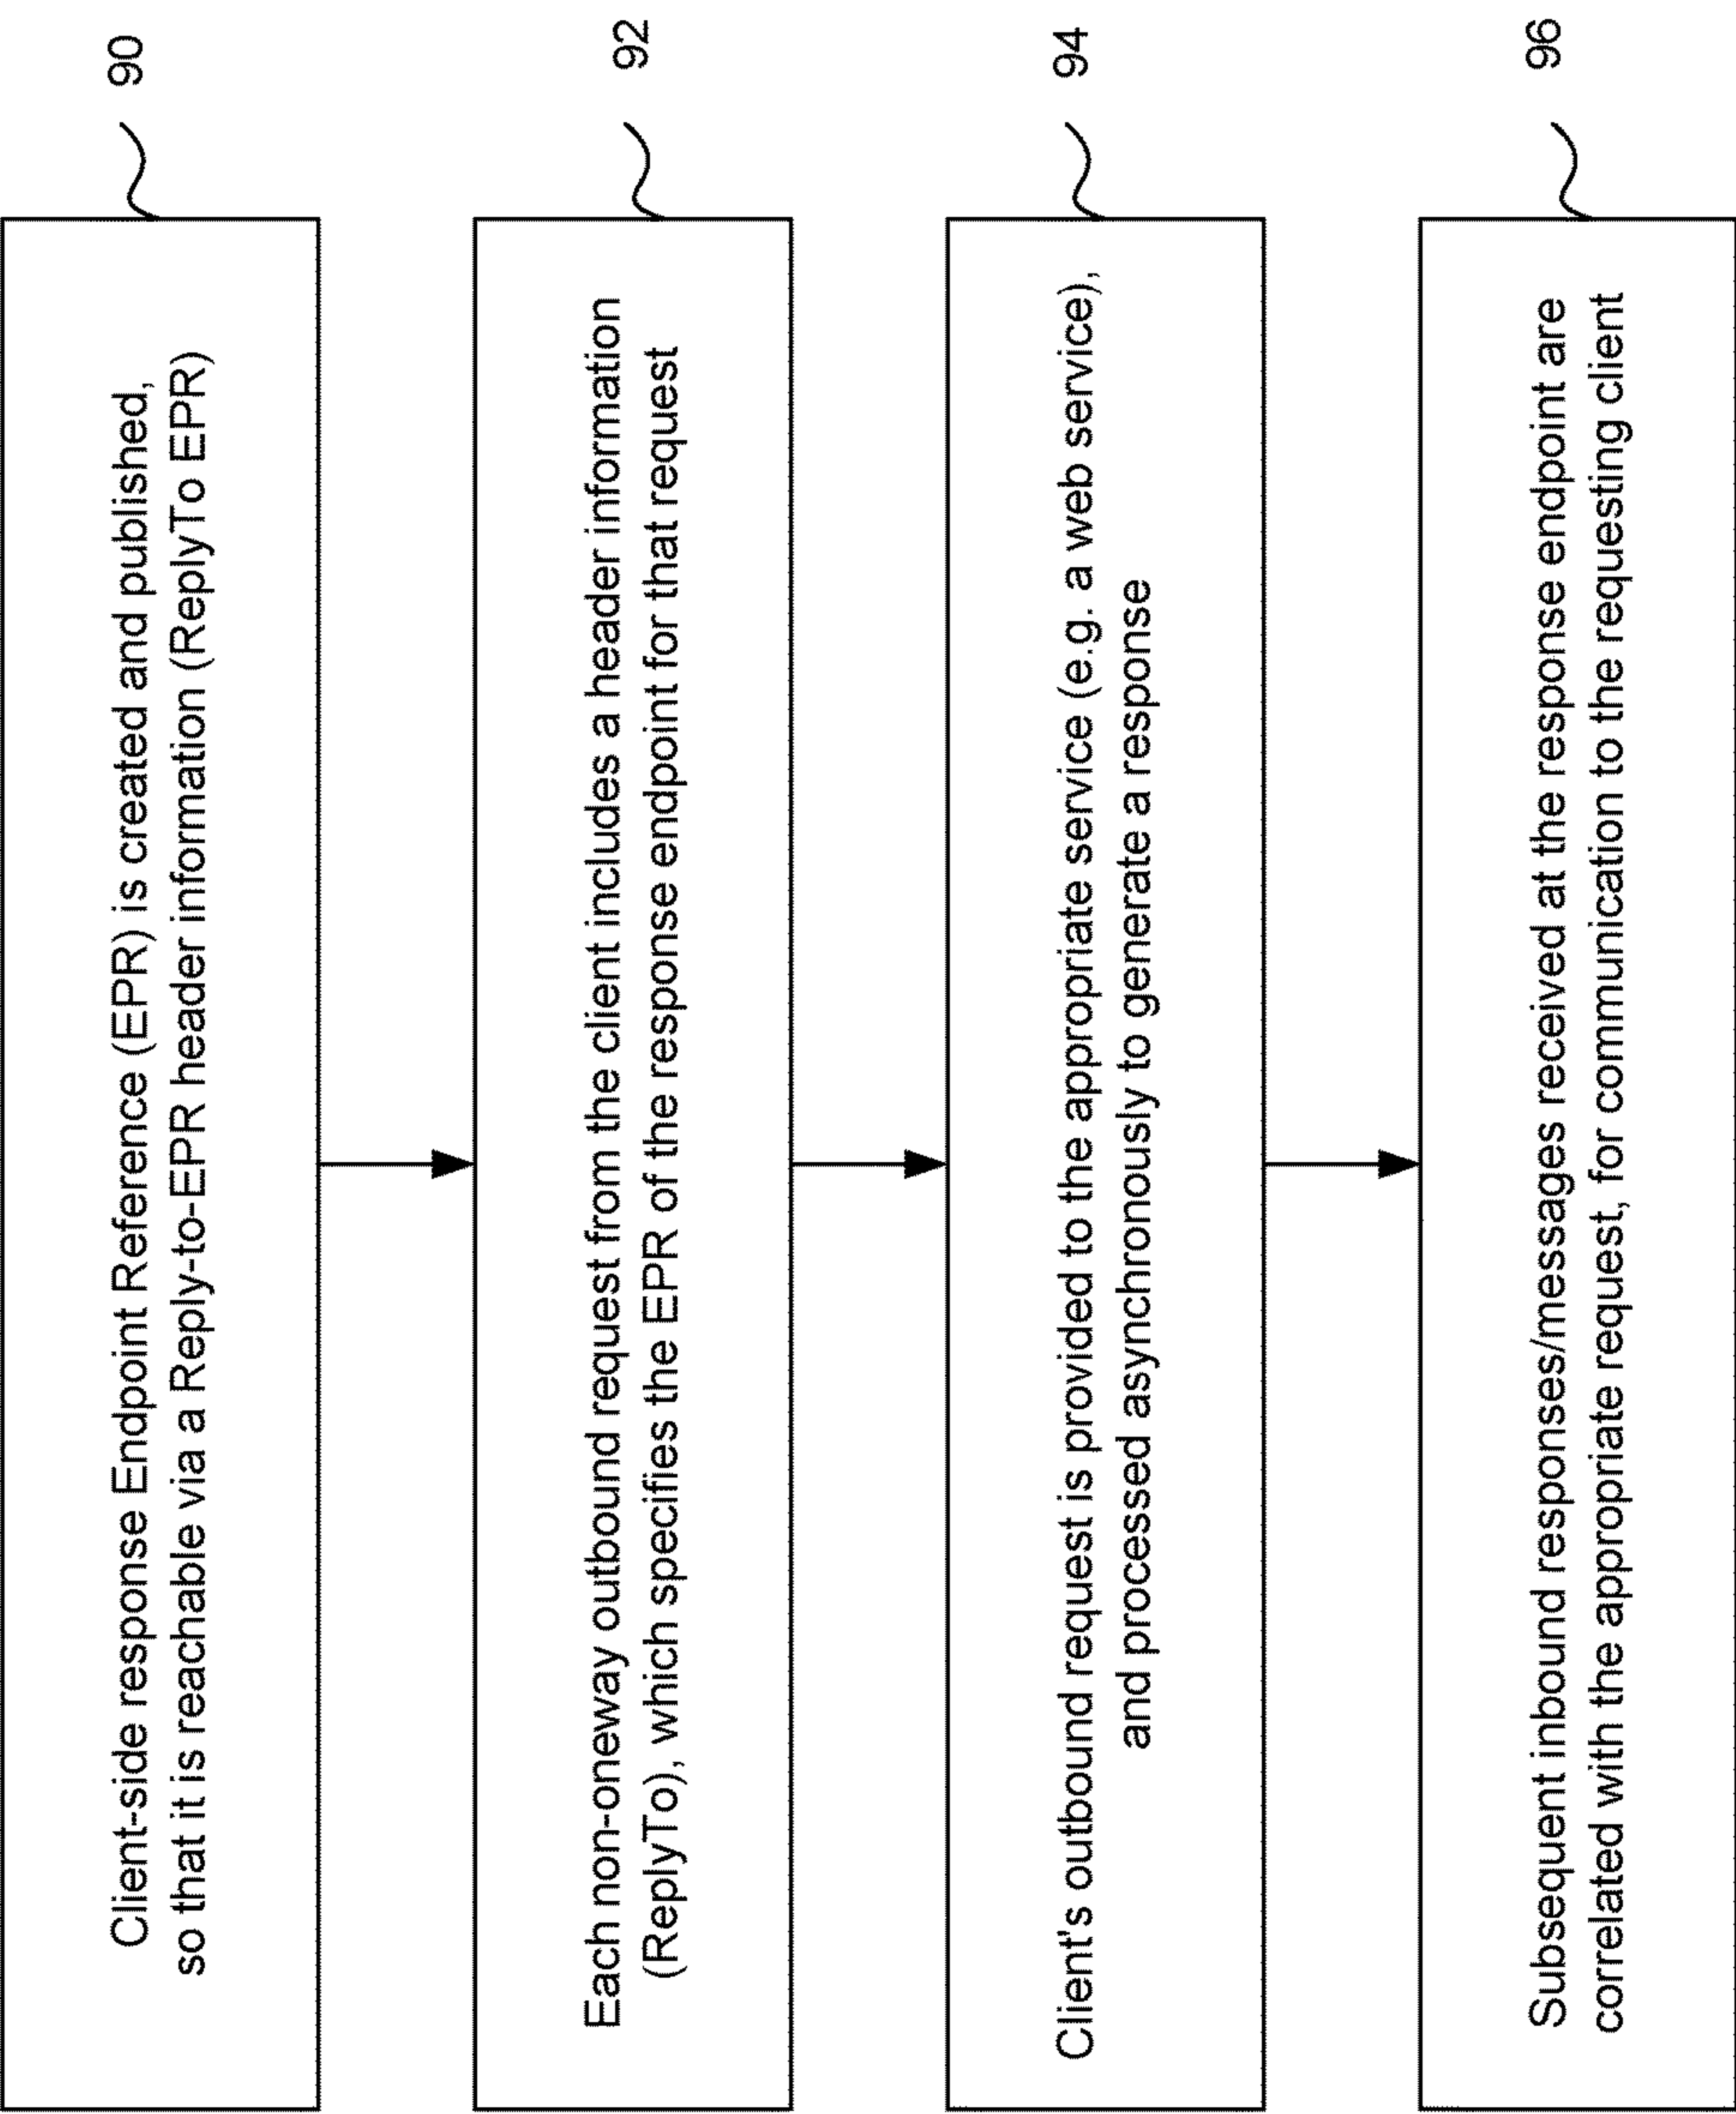 Client-side response Endpoint Reference (EPR) is created and published,
so that it is reachable via a Reply-to-EPR header information (ReplyTo EPR)
90
Each non-oneway outbound request from the client includes a header information
(ReplyTo), which specifies the EPR of the response endpoint for that request
92
Client's outbound request is provided to the appropriate service (e.g. a web service),
and processed asynchronously to generate a response
94
Subsequent inbound responses/messages received at the response endpoint are
correlated with the appropriate request, for communication to the requesting client
96